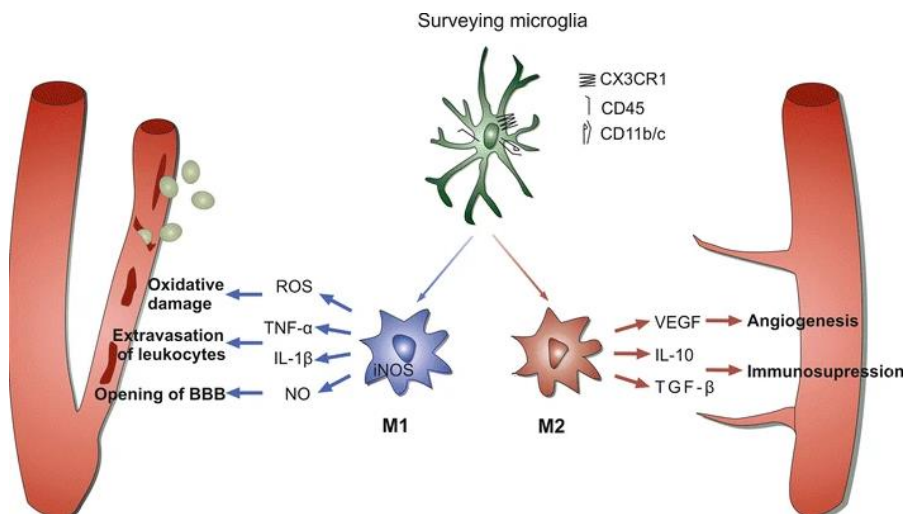 Surveying microglia
CX3CR1
CD45
CD11b/c
Oxidative
damage
ROS
Extravasation
of leukocytes
TNF-α
IL-1β
Opening of BBB
NO
iNOS
M1
M2
VEGF
Angiogenesis
IL-10
TGF-β
Immunosupression